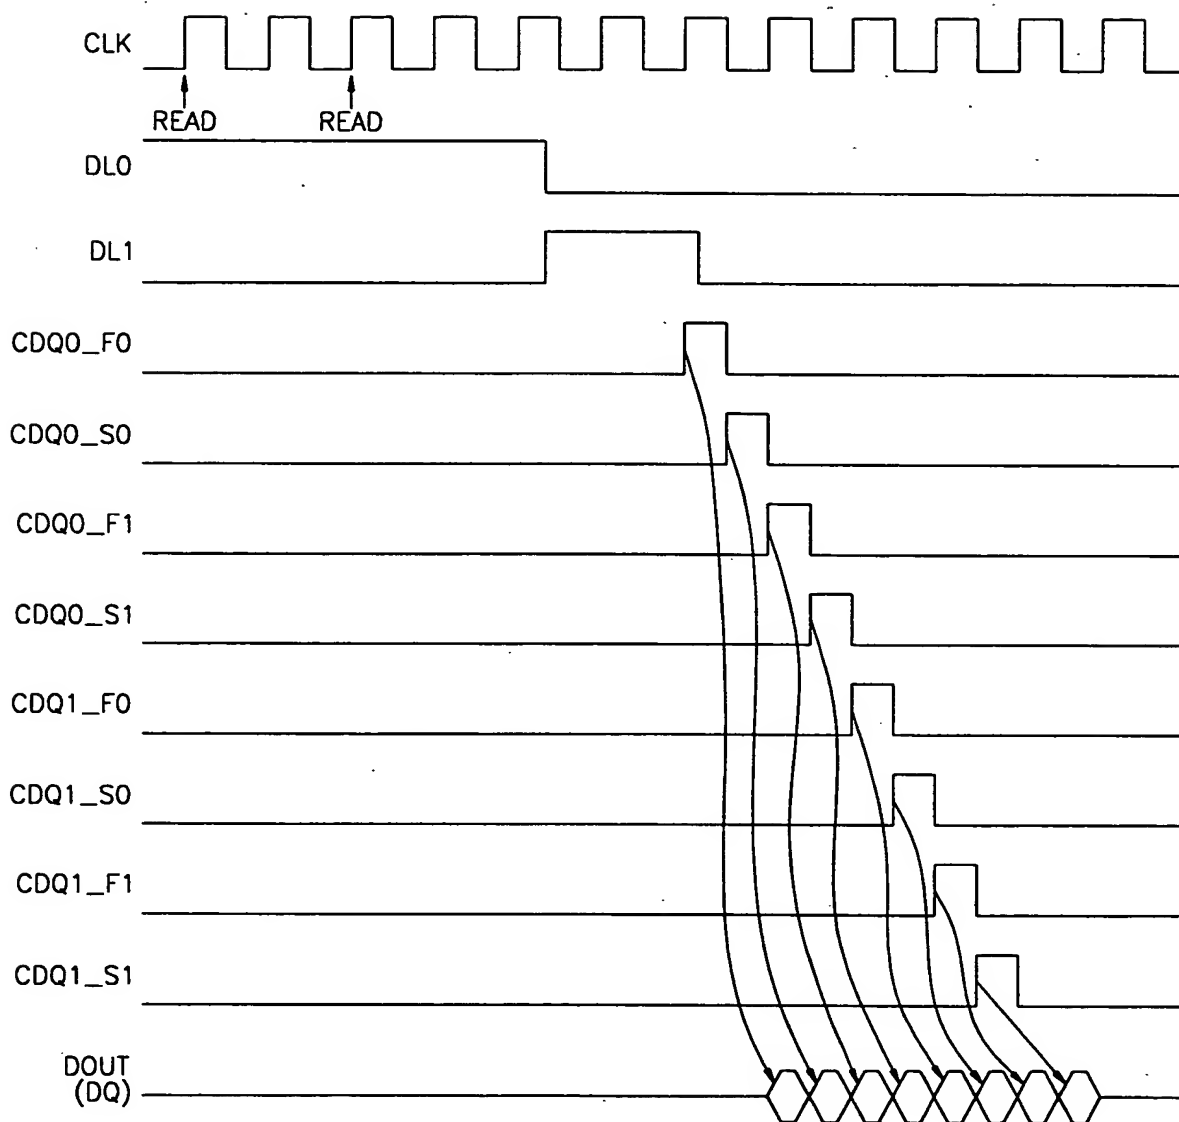 CLK
READ READ
DL0
DL1
CDQ0_F0
CDQ0_S0
CDQ0_F1
CDQ0_S1
CDQ1_F0
CDQ1_S0
CDQ1_F1
CDQ1_S1
DOUT
(DQ)